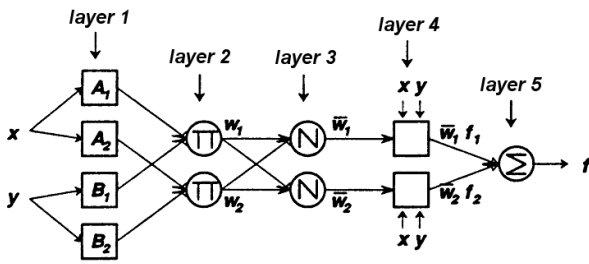 layer 1
layer 2
layer 3
layer 4
layer 5
x
y
A₁
A₂
B₁
B₂
Π w₁
Π w₂
N w̅₁
N w̅₂
x y
w̅₁ f₁
w̅₂ f₂
x y
Σ
f